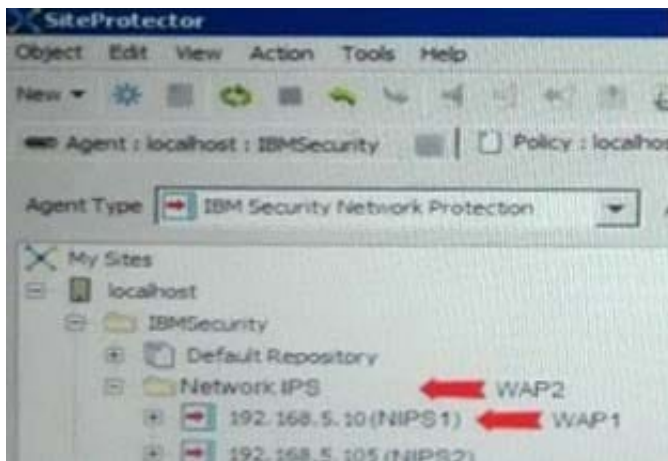 SiteProtector
Object Edit View Action Tools Help
New
Agent : localhost : IBMSecurity Policy : localhos
Agent Type IBM Security Network Protection
My Sites
localhost
IBMSecurity
Default Repository
Network IPS WAP2
192.168.5.10 (NIPS1) WAP1
192.168.5.105 (NIPS2)